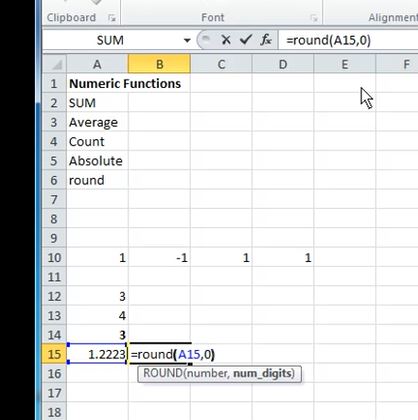 Clipboard Font Alignment
SUM fx =round(A15,0)
A B C D E F
1 Numeric Functions
2 SUM
3 Average
4 Count
5 Absolute
6 round
7
8
9
10 1 -1 1 1
11
12 3
13 4
14 3
15 1.2223 =round(A15,0)
16 ROUND(number, num_digits)
17
18